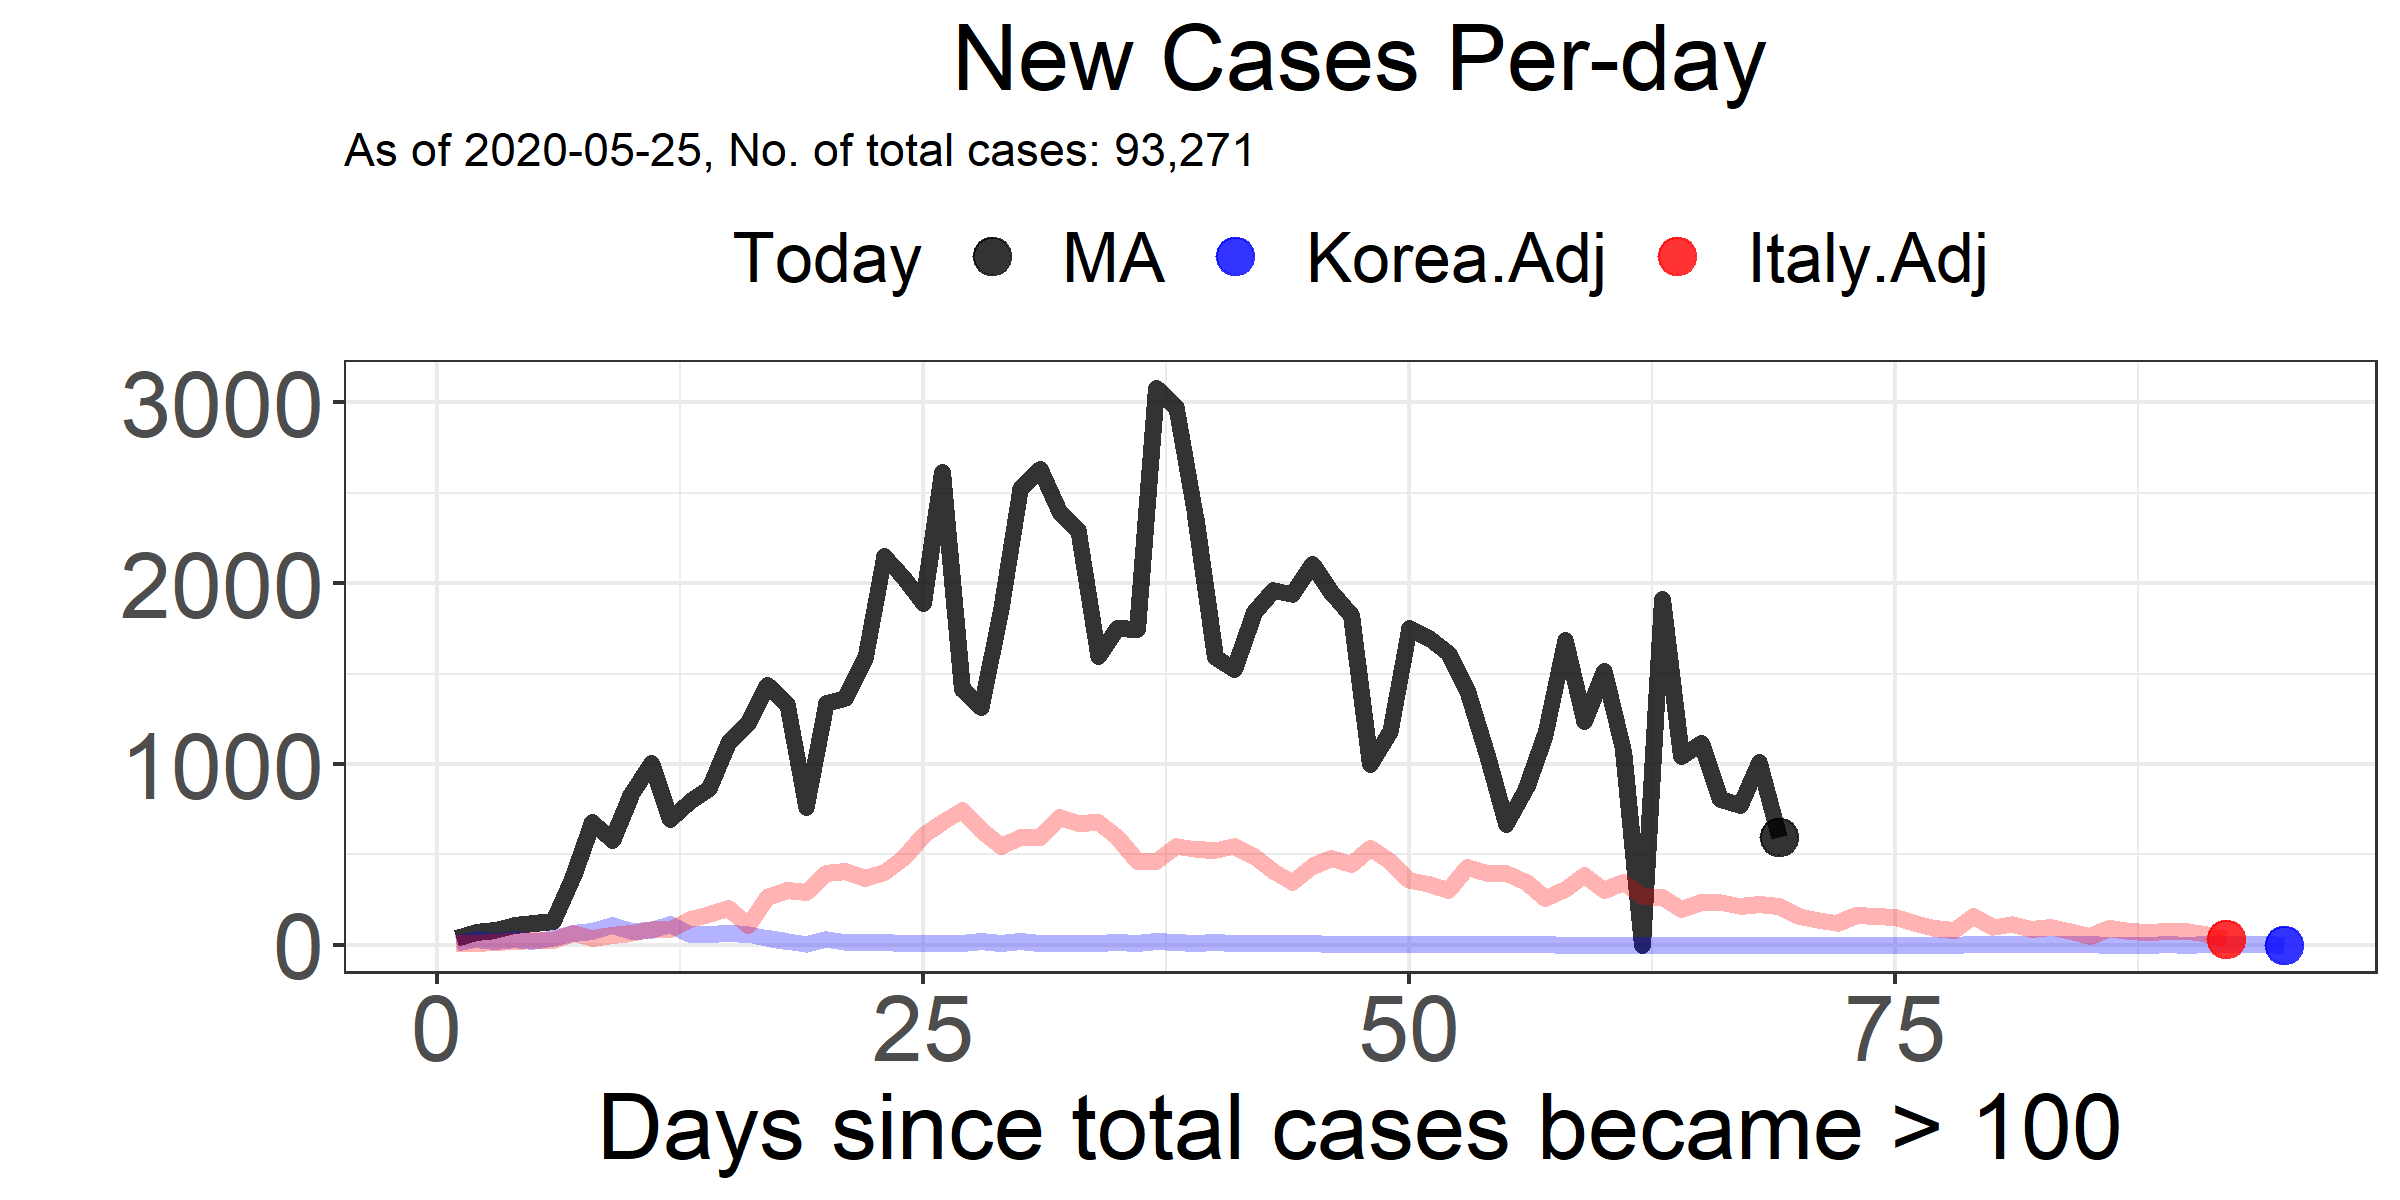 New Cases Per-day
As of 2020-05-25, No. of total cases: 93,271
Today MA Korea.Adj Italy.Adj
3000
2000
1000
0
0 25 50 75
Days since total cases became > 100